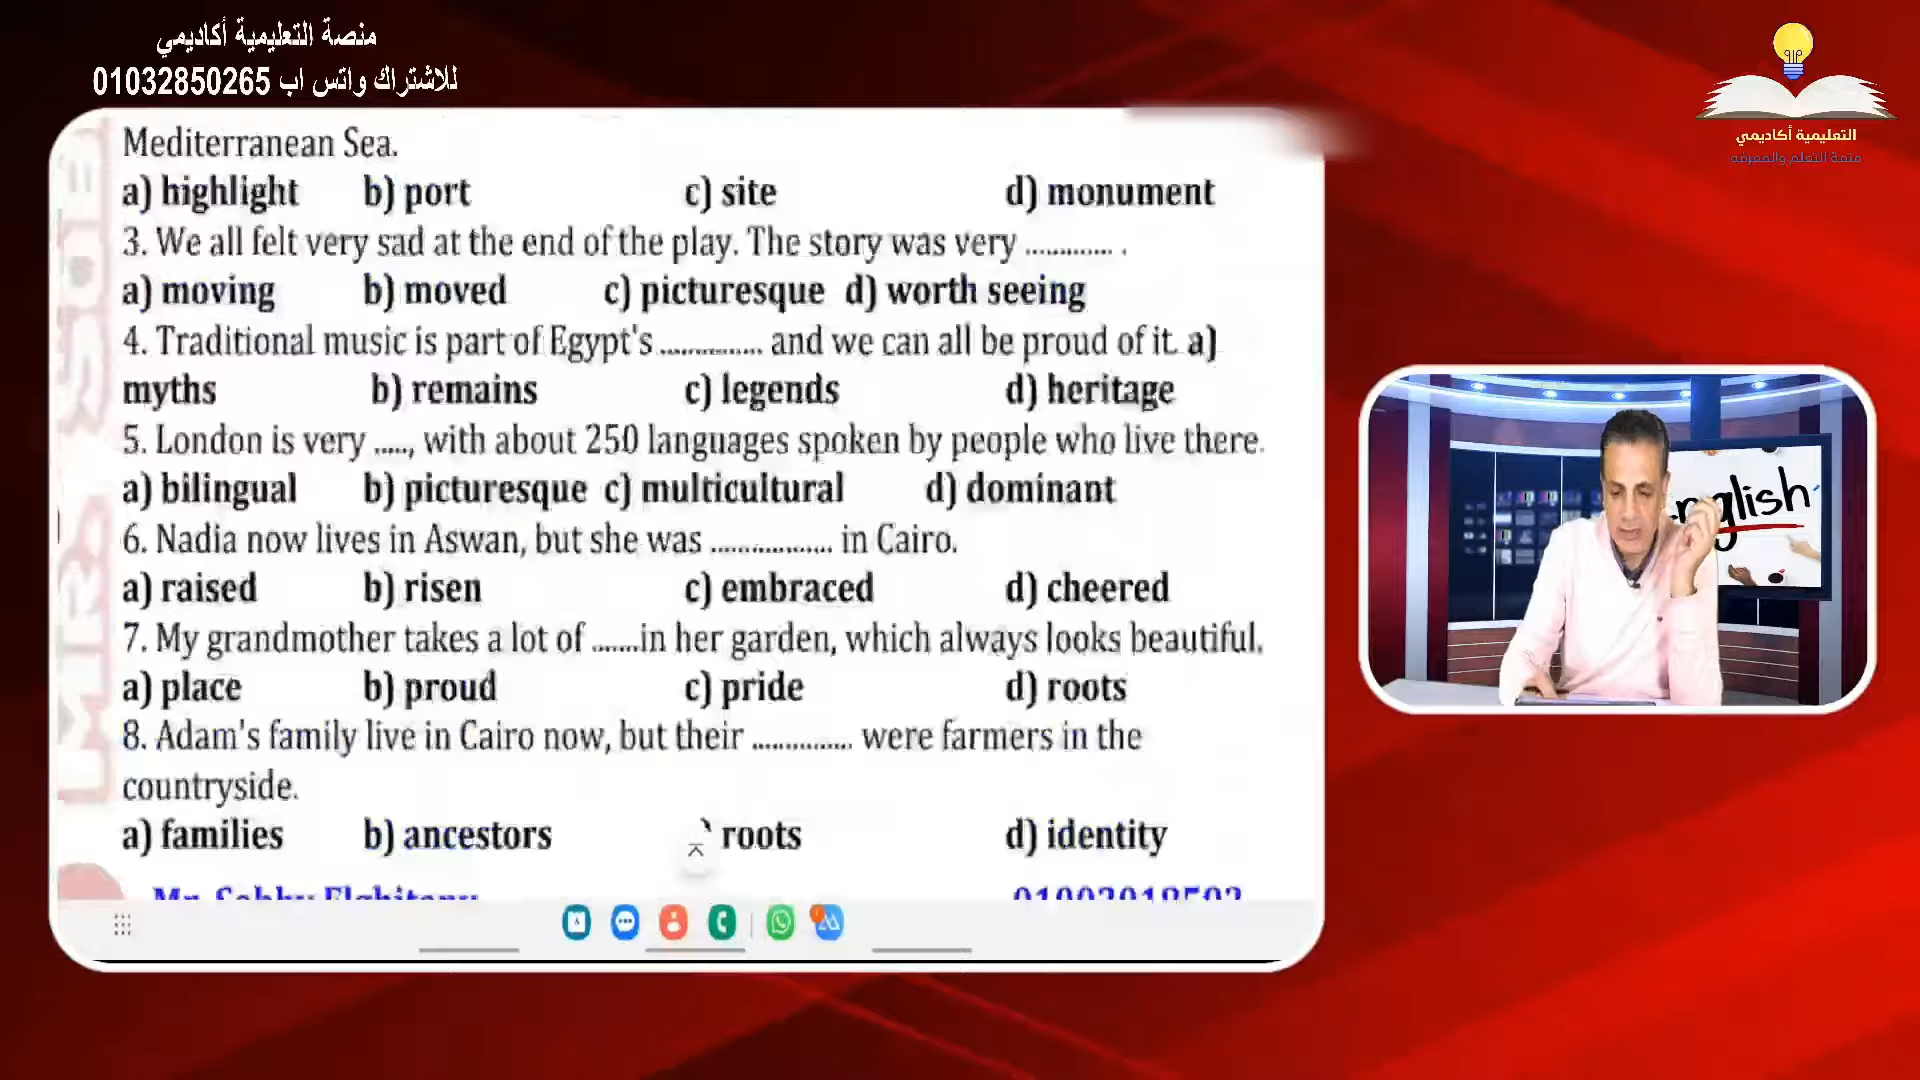 منصة التعليمية أكاديمي
للاشتراك واتس اب 01032850265
التعليمية أكاديمي
متعة التعلم والمعرفة
Mediterranean Sea.
a) highlight b) port c) site d) monument
3. We all felt very sad at the end of the play. The story was very ............. .
a) moving b) moved c) picturesque d) worth seeing
4. Traditional music is part of Egypt's ............... and we can all be proud of it. a)
myths b) remains c) legends d) heritage
5. London is very ....., with about 250 languages spoken by people who live there.
a) bilingual b) picturesque c) multicultural d) dominant
6. Nadia now lives in Aswan, but she was .................. in Cairo.
a) raised b) risen c) embraced d) cheered
7. My grandmother takes a lot of .......in her garden, which always looks beautiful.
a) place b) proud c) pride d) roots
8. Adam's family live in Cairo now, but their ............... were farmers in the
countryside.
a) families b) ancestors roots d) identity
English